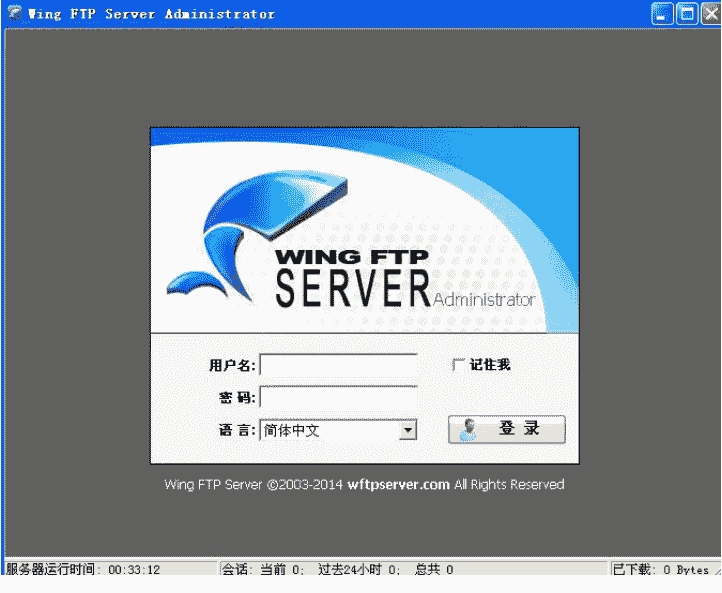 Wing FTP Server Administrator
WING FTP
SERVER Administrator
用户名:
记住我
密 码:
语 言: 简体中文
登 录
Wing FTP Server ©2003-2014 wftpserver.com All Rights Reserved
服务器运行时间: 00:33:12 会话: 当前 0; 过去24小时 0; 总共 0 已下载: 0 Bytes